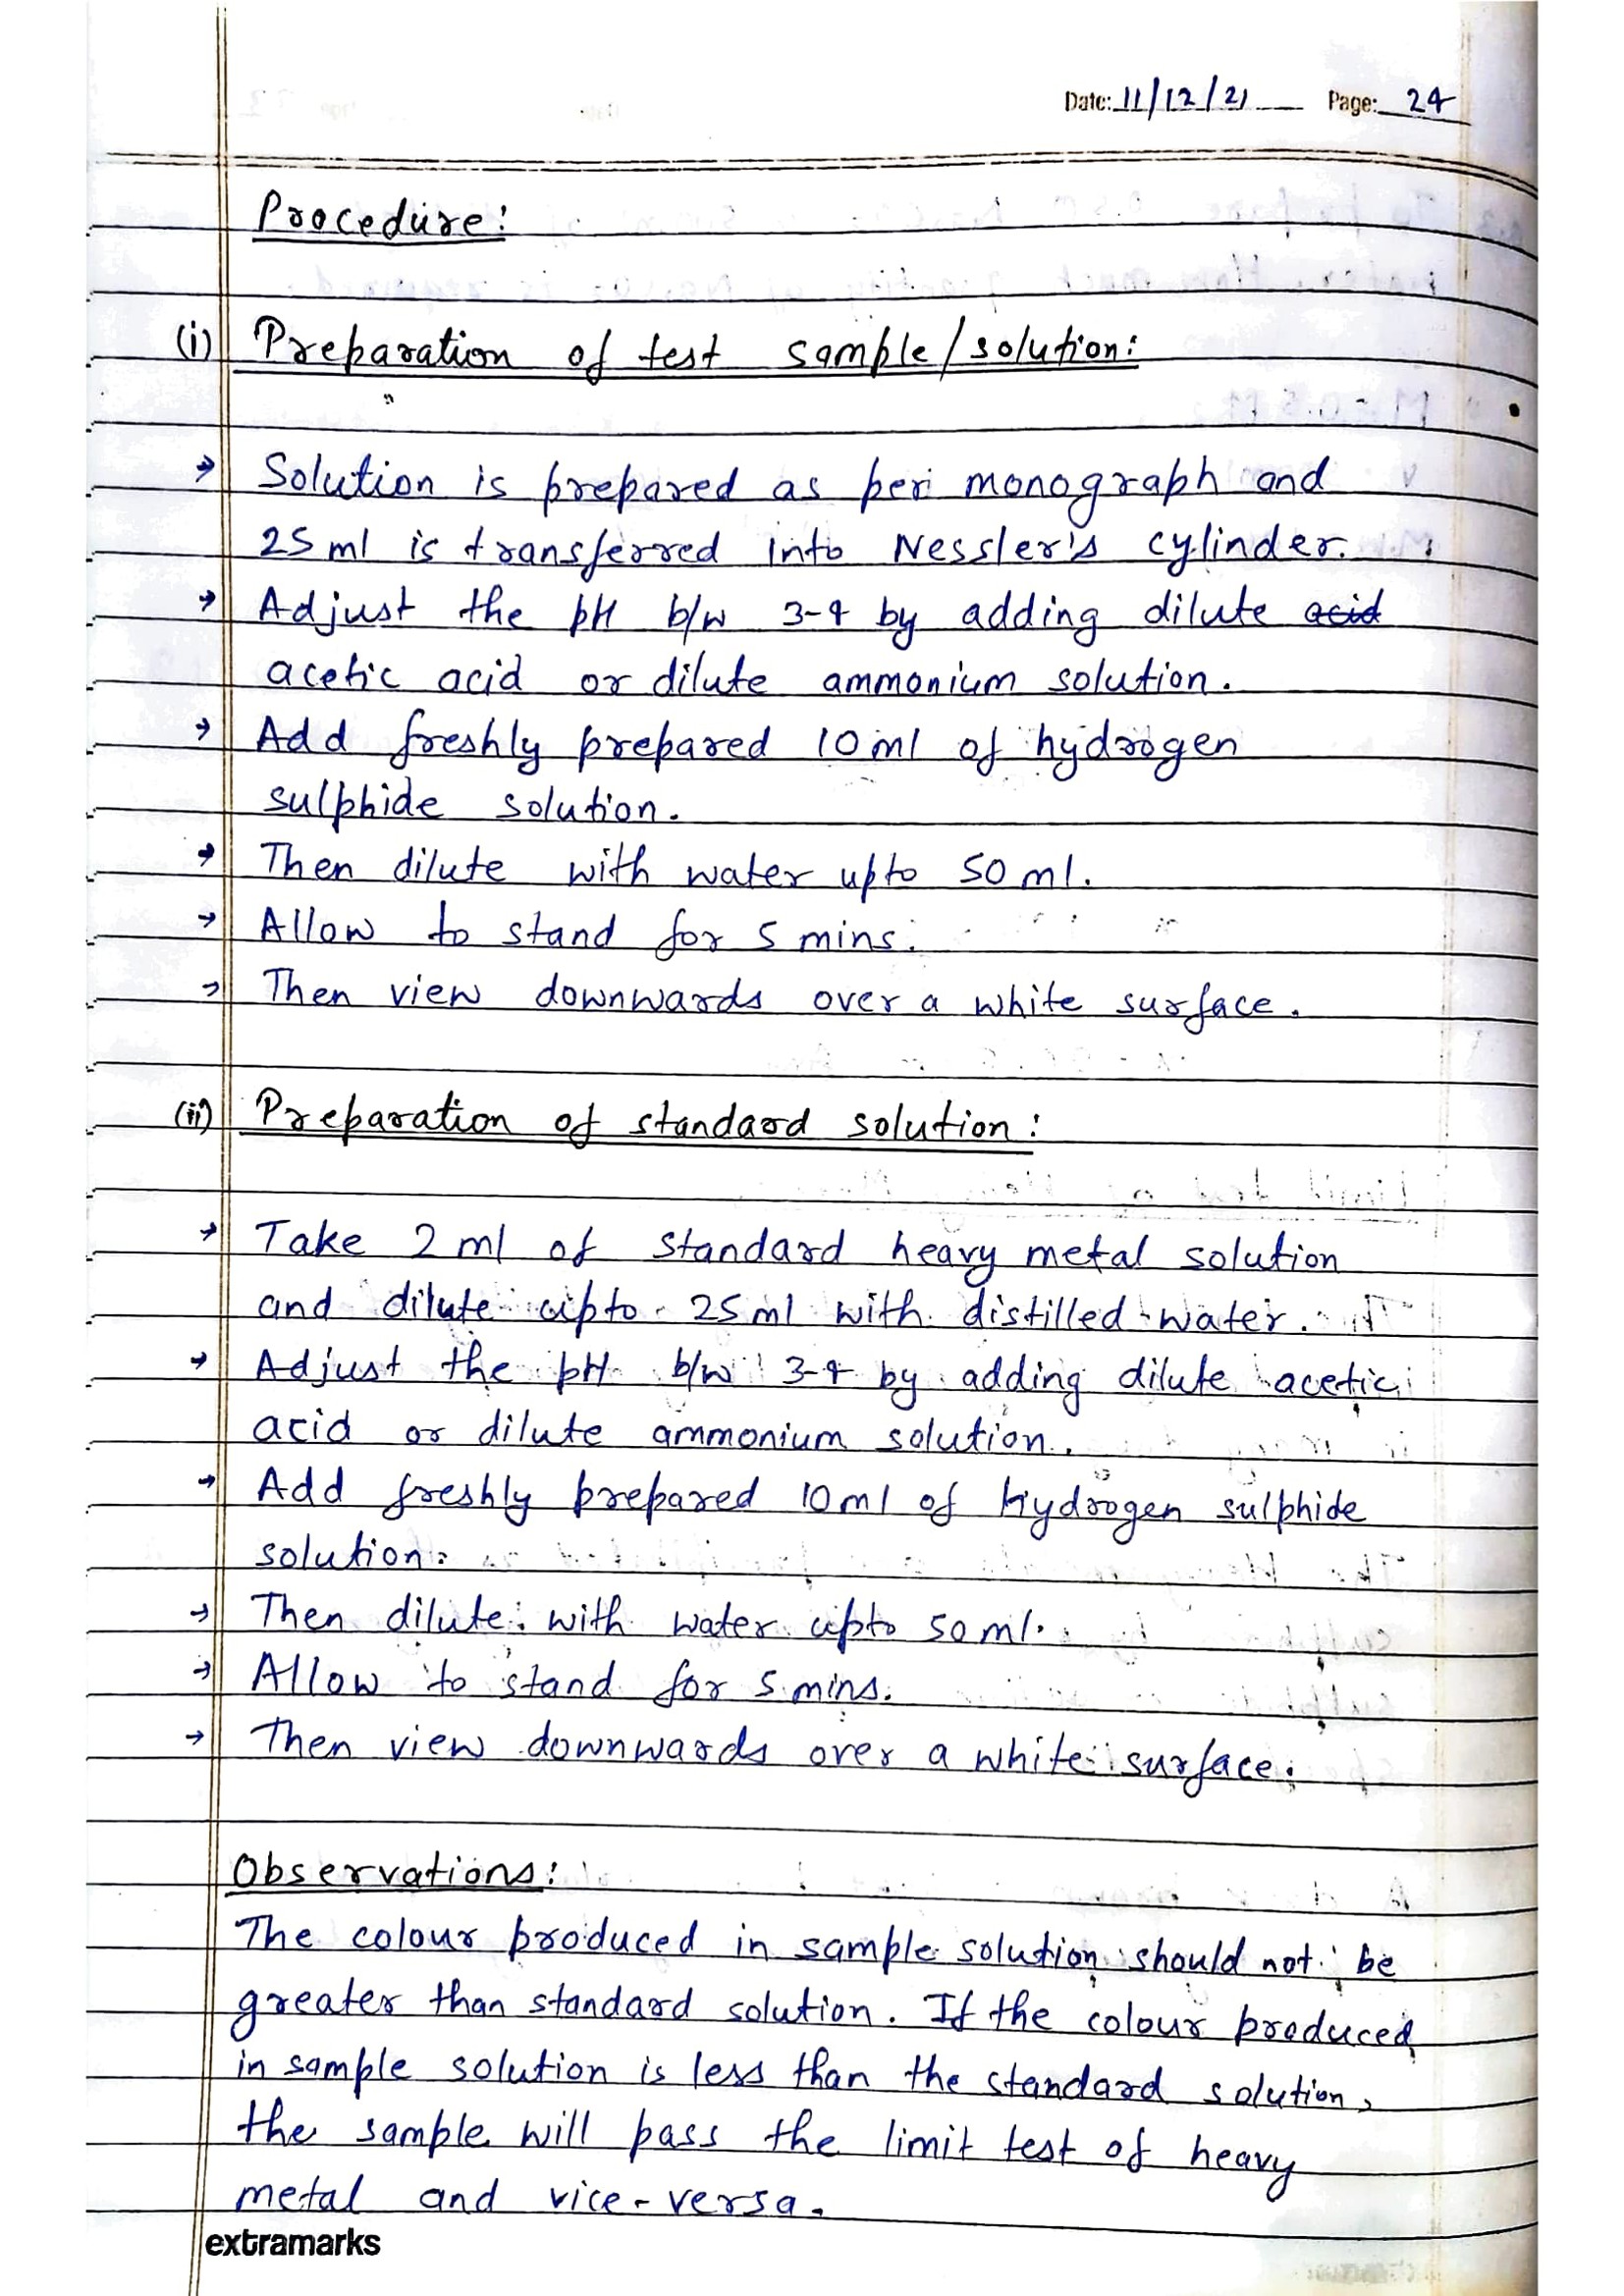 Date: 11/12/21 Page: 24
Procedure:
(i) Preparation of test sample/solution:
→ Solution is prepared as per monograph and
25 ml is transferred into Nessler's cylinder.
→ Adjust the pH b/w 3-4 by adding dilute acid
acetic acid or dilute ammonium solution.
→ Add freshly prepared 10 ml of hydrogen
sulphide solution.
→ Then dilute with water upto 50 ml.
→ Allow to stand for 5 mins.
→ Then view downwards over a white surface.
(ii) Preparation of standard solution:
→ Take 2 ml of standard heavy metal solution
and dilute upto 25 ml with distilled water.
→ Adjust the pH b/w 3-4 by adding dilute acetic
acid or dilute ammonium solution.
→ Add freshly prepared 10 ml of hydrogen sulphide
solution.
→ Then dilute with water upto 50 ml.
→ Allow to stand for 5 mins.
→ Then view downwards over a white surface.
Observations:
The colour produced in sample solution should not be
greater than standard solution. If the colour produced
in sample solution is less than the standard solution,
the sample will pass the limit test of heavy
metal and vice-versa.
extramarks